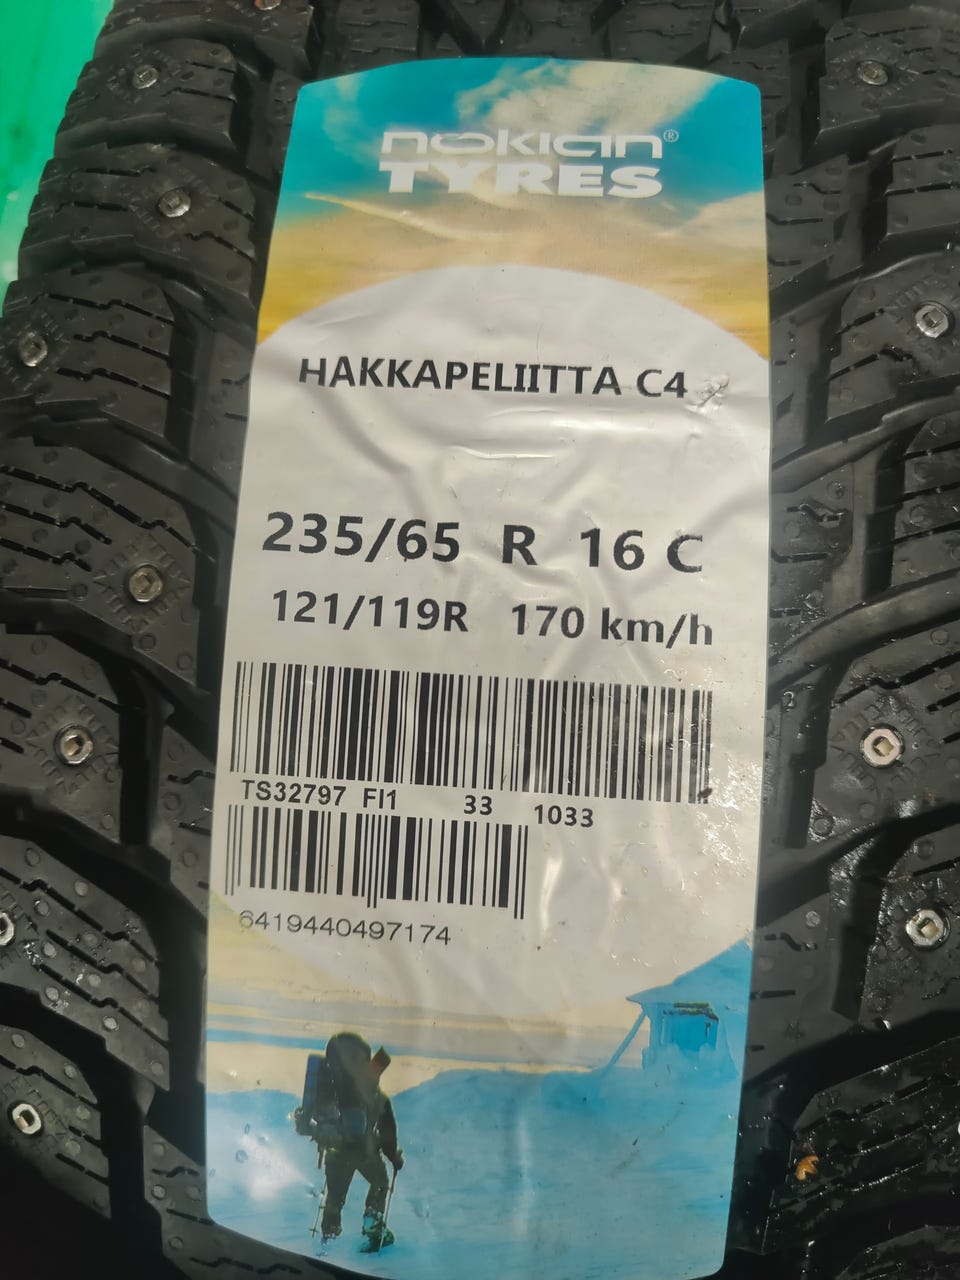 nokian®
TYRES
HAKKAPELIITTA C4
235/65 R 16 C
121/119R 170 km/h
TS32797 FI1 33 1033
6419440497174